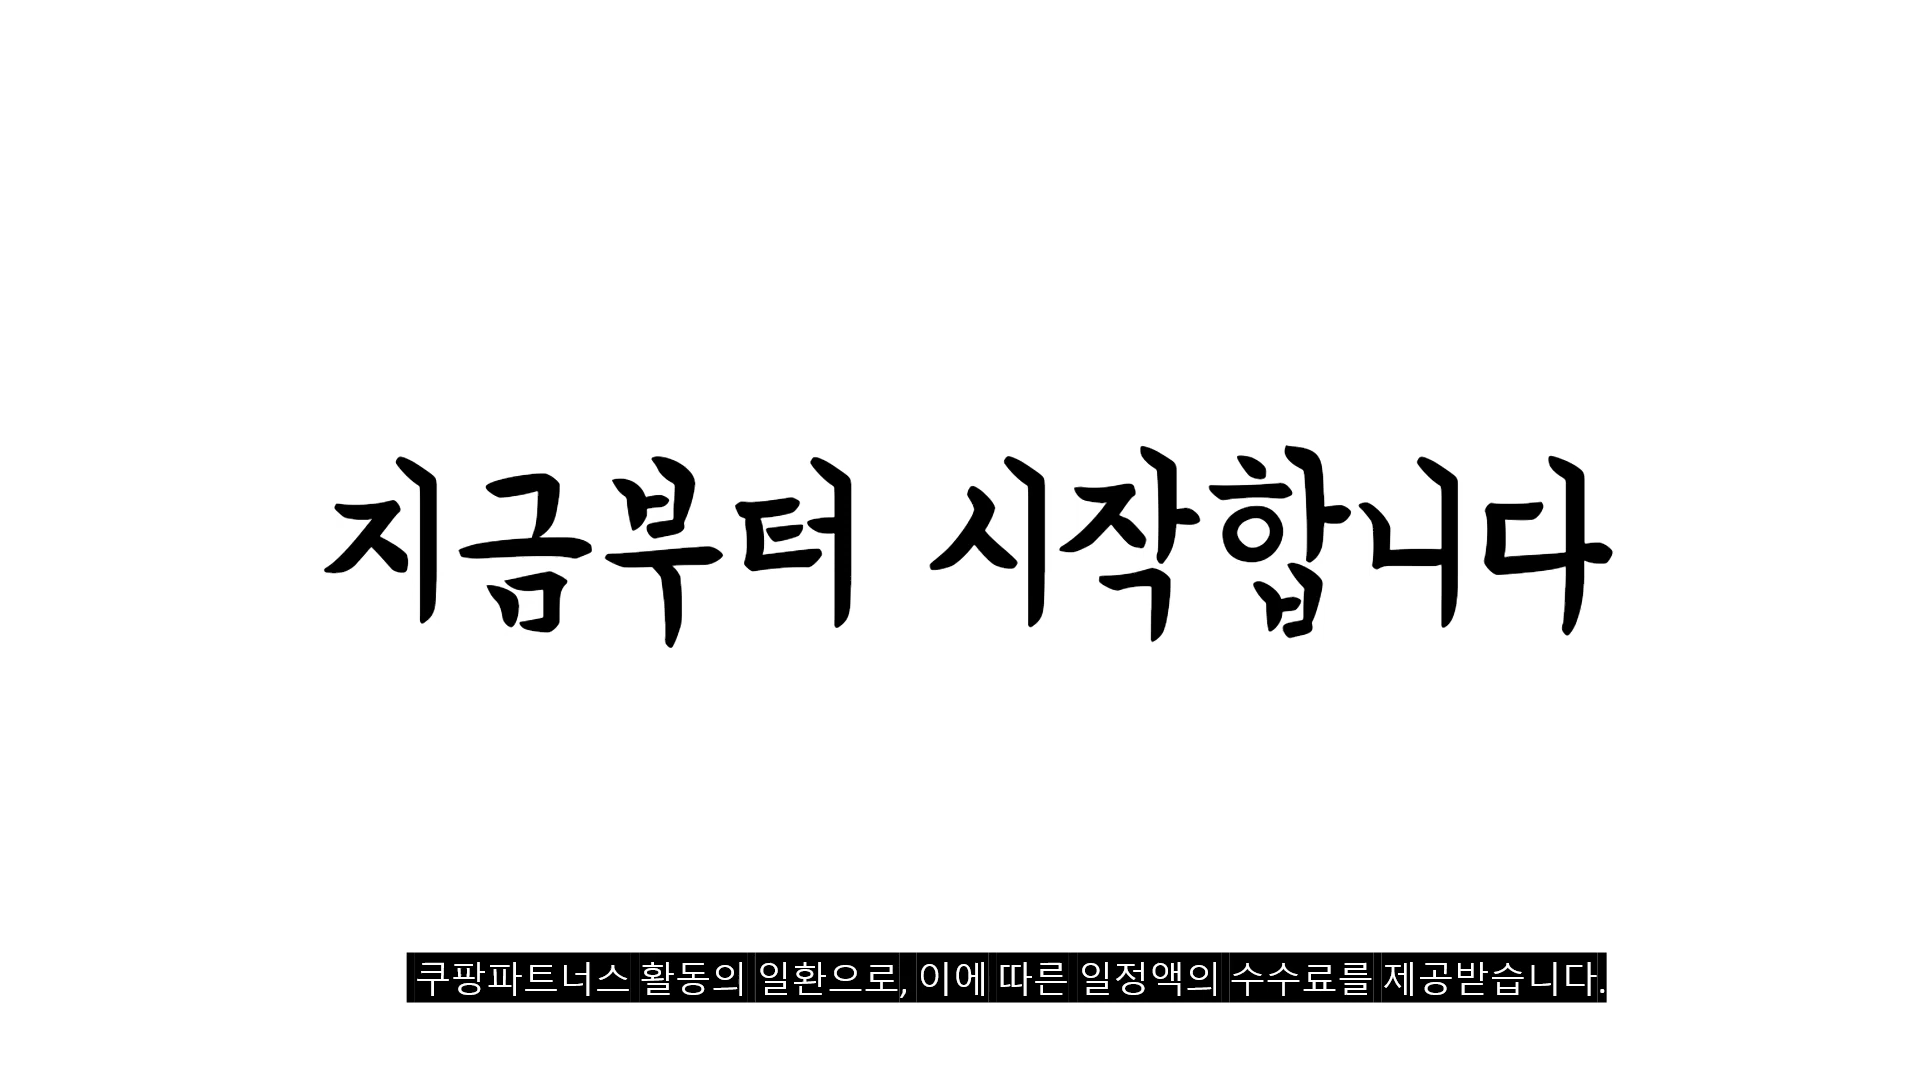 지금부터 시작합니다
쿠팡파트너스 활동의 일환으로, 이에 따른 일정액의 수수료를 제공받습니다.